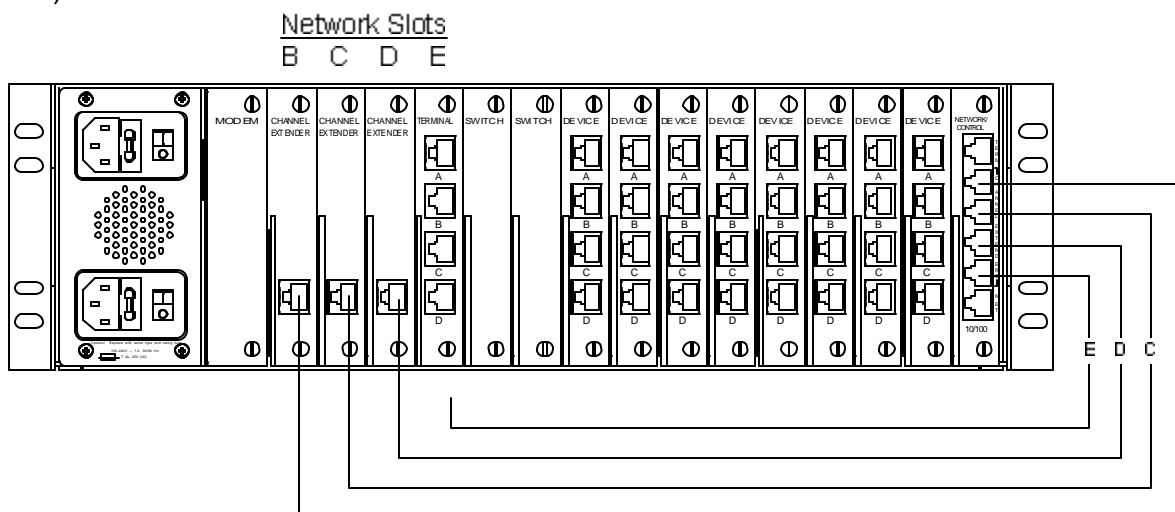 Network Slots
B C D E
MODEM CHANNEL EXTENDER CHANNEL EXTENDER CHANNEL EXTENDER TERMINAL SWITCH SWITCH DEVICE DEVICE DEVICE DEVICE DEVICE DEVICE DEVICE DEVICE NETWORK/ CONTROL
A A A A A A A A A
B B B B B B B B B
C C C C C C C C C
D D D D D D D D D
10/100
E D C